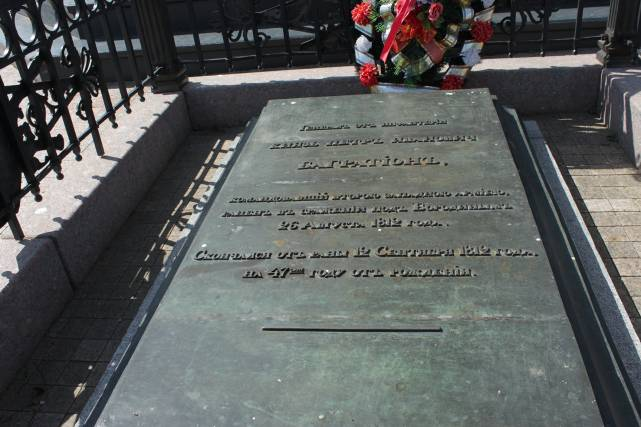 Генералъ отъ инфантерiи
Князь Петръ Ивановичъ
Багратiонъ,
командовавшiй второю западною армiею,
раненъ въ сраженiи подъ Бородинымъ
26 Августа 1812 года.
Скончался отъ раны 12 Сентября 1812 года.
на 47мъ году отъ рожденiя.